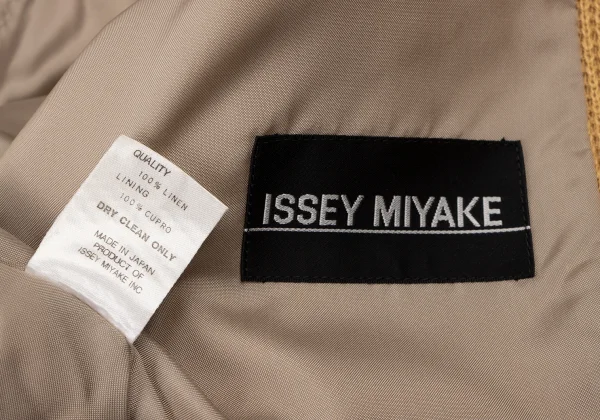 QUALITY
100% LINEN
LINING
100% CUPRO
DRY CLEAN ONLY
MADE IN JAPAN
PRODUCT OF
ISSEY MIYAKE INC
ISSEY MIYAKE